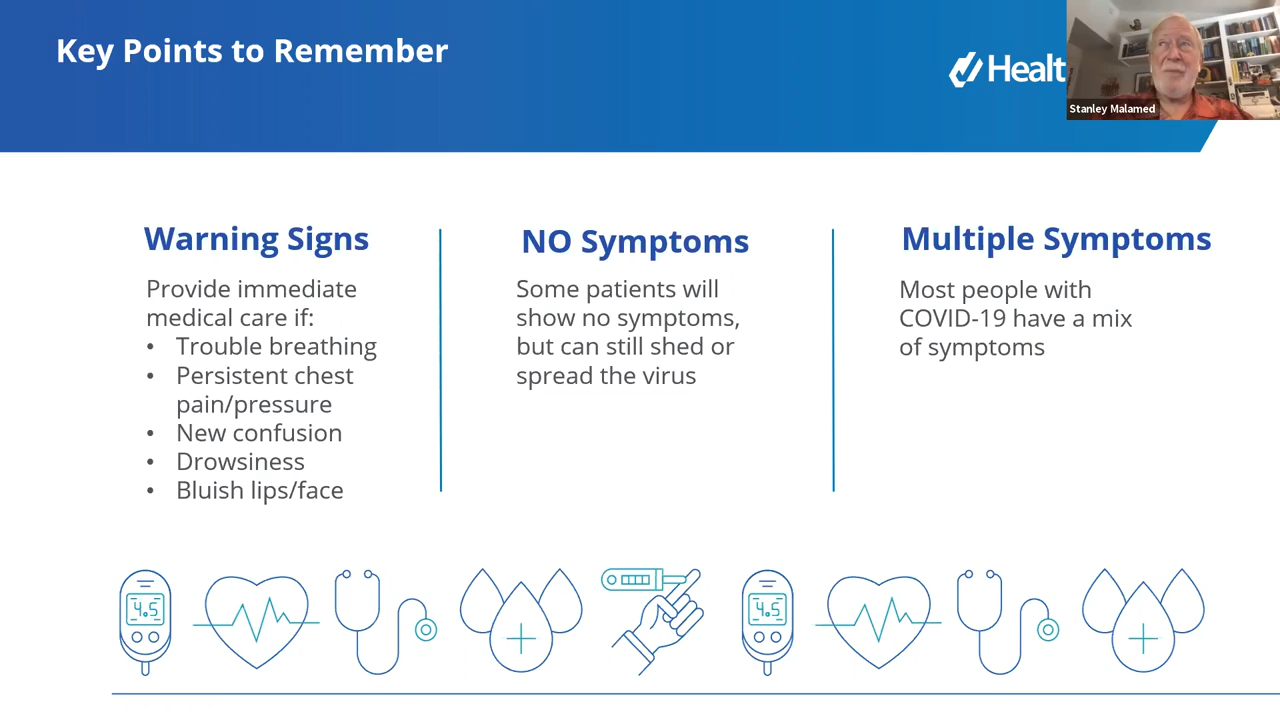 Key Points to Remember
Healt
Stanley Malamed
Warning Signs
Provide immediate
medical care if:
• Trouble breathing
• Persistent chest
pain/pressure
• New confusion
• Drowsiness
• Bluish lips/face
NO Symptoms
Some patients will
show no symptoms,
but can still shed or
spread the virus
Multiple Symptoms
Most people with
COVID-19 have a mix
of symptoms
4.5
4.5